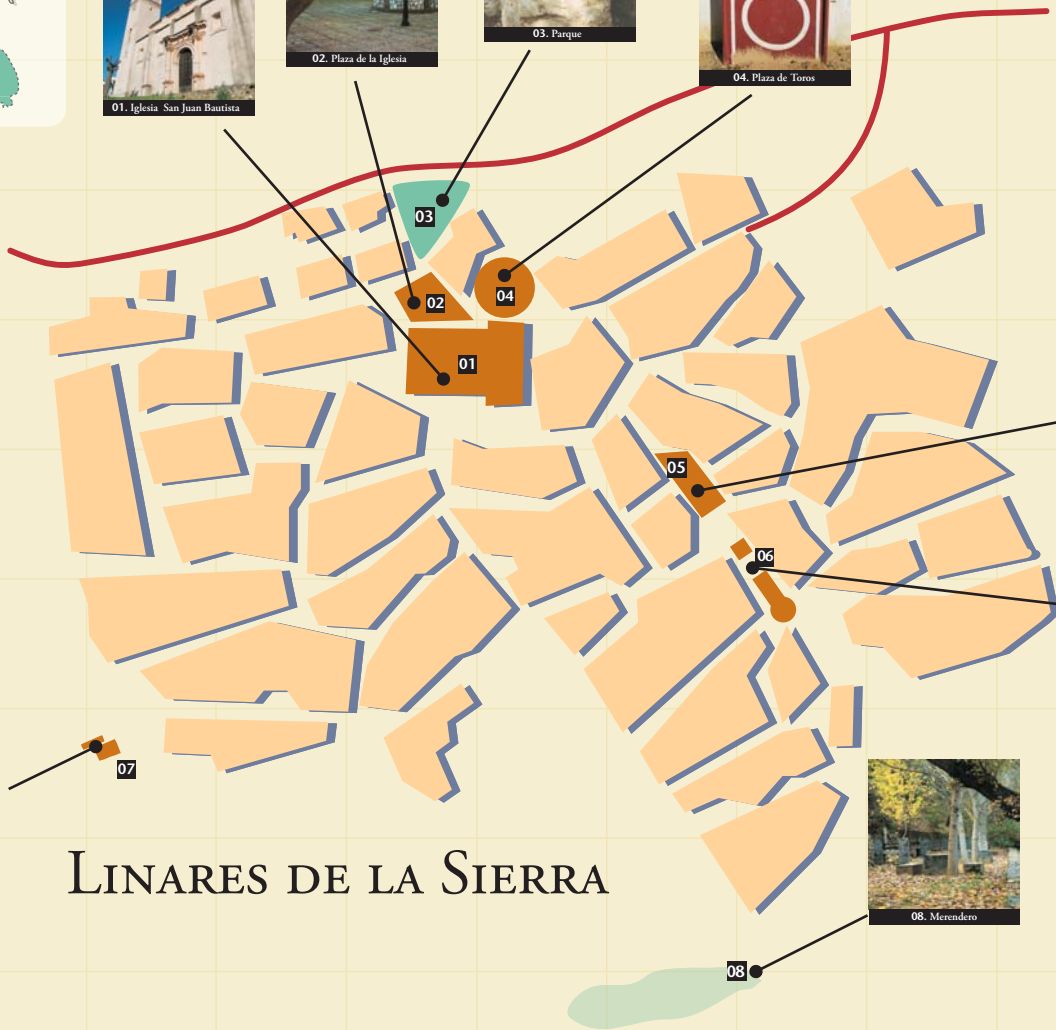 03. Parque
02. Plaza de la Iglesia
04. Plaza de Toros
01. Iglesia San Juan Bautista
03
04
02
01
05
06
07
LINARES DE LA SIERRA
08. Merendero
08